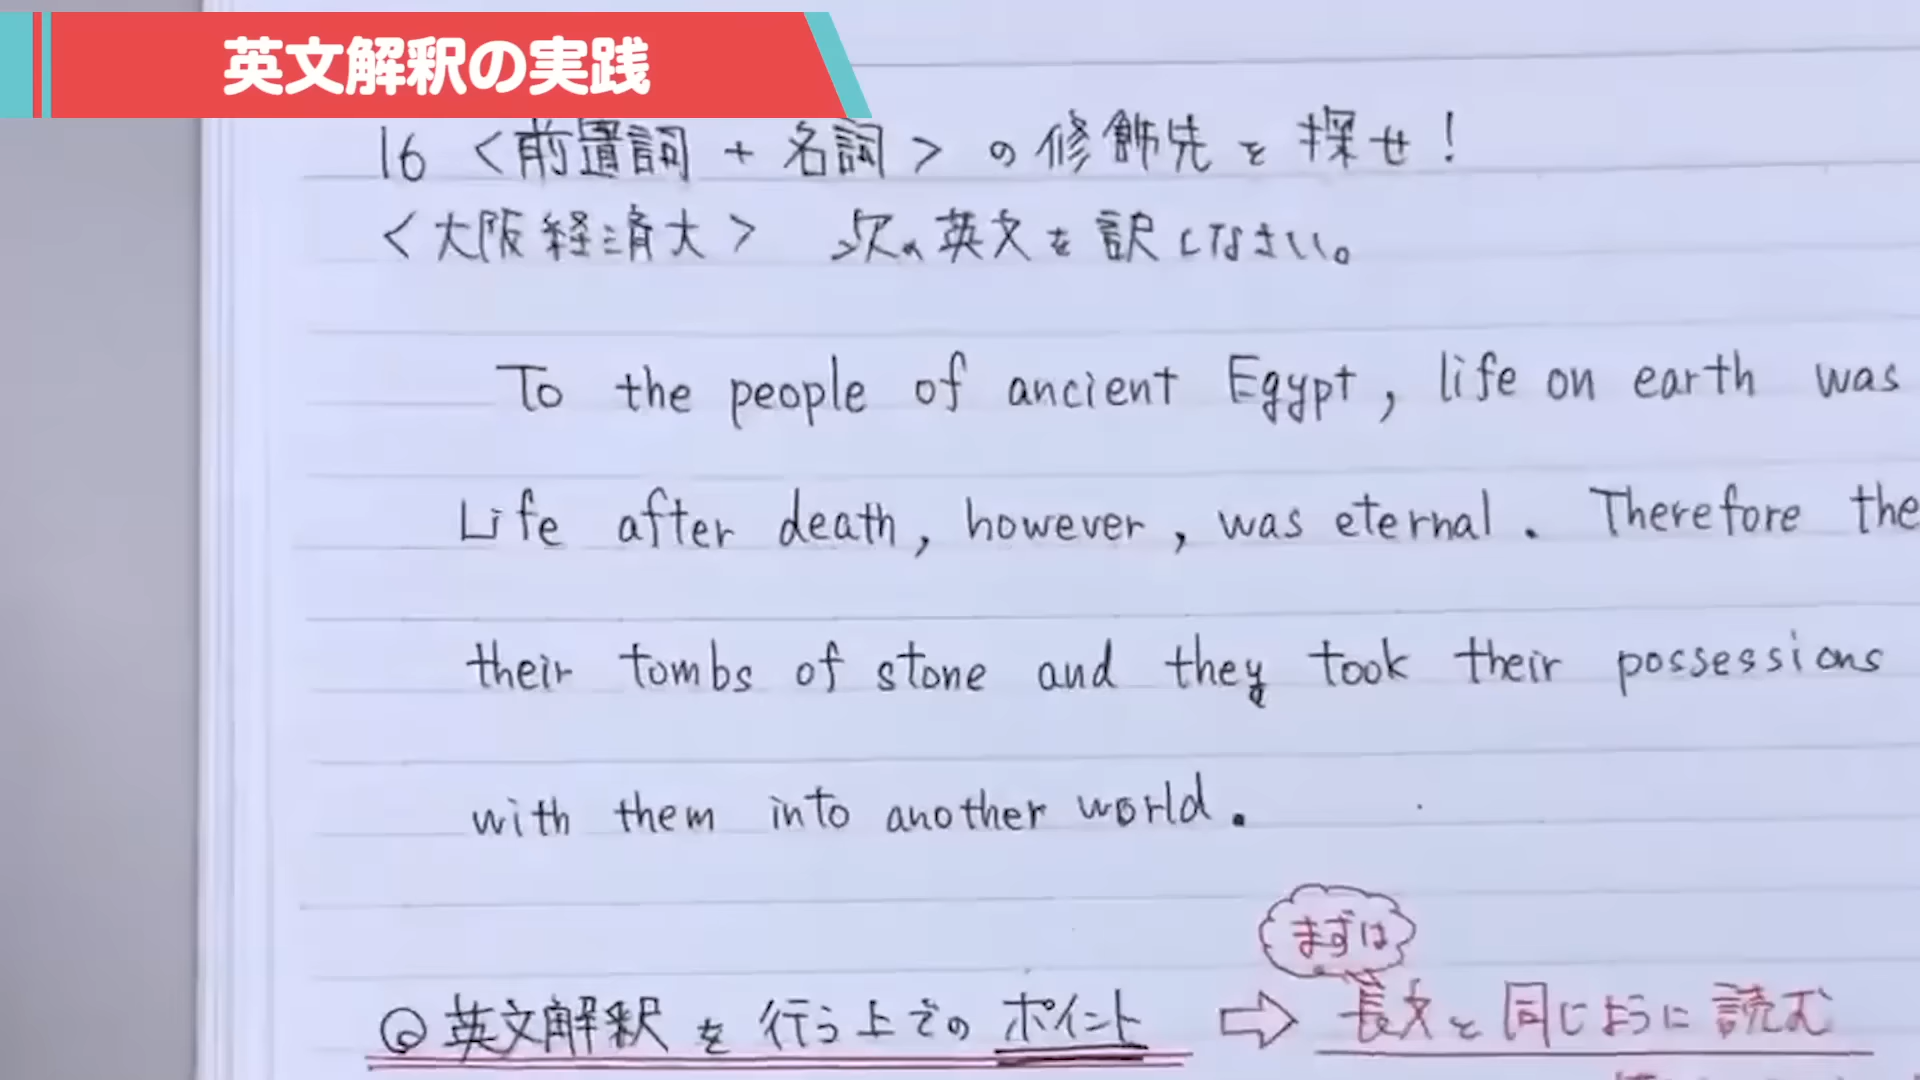 英文解釈の実践
16 <前置詞 + 名詞> の修飾先を探せ!
<大阪経済大> 次の英文を訳しなさい。
To the people of ancient Egypt, life on earth was
Life after death, however, was eternal. Therefore the
their tombs of stone and they took their possessions
with them into another world.
まずは
◎英文解釈を行う上でのポイント ⇨ 長文と同じように読む